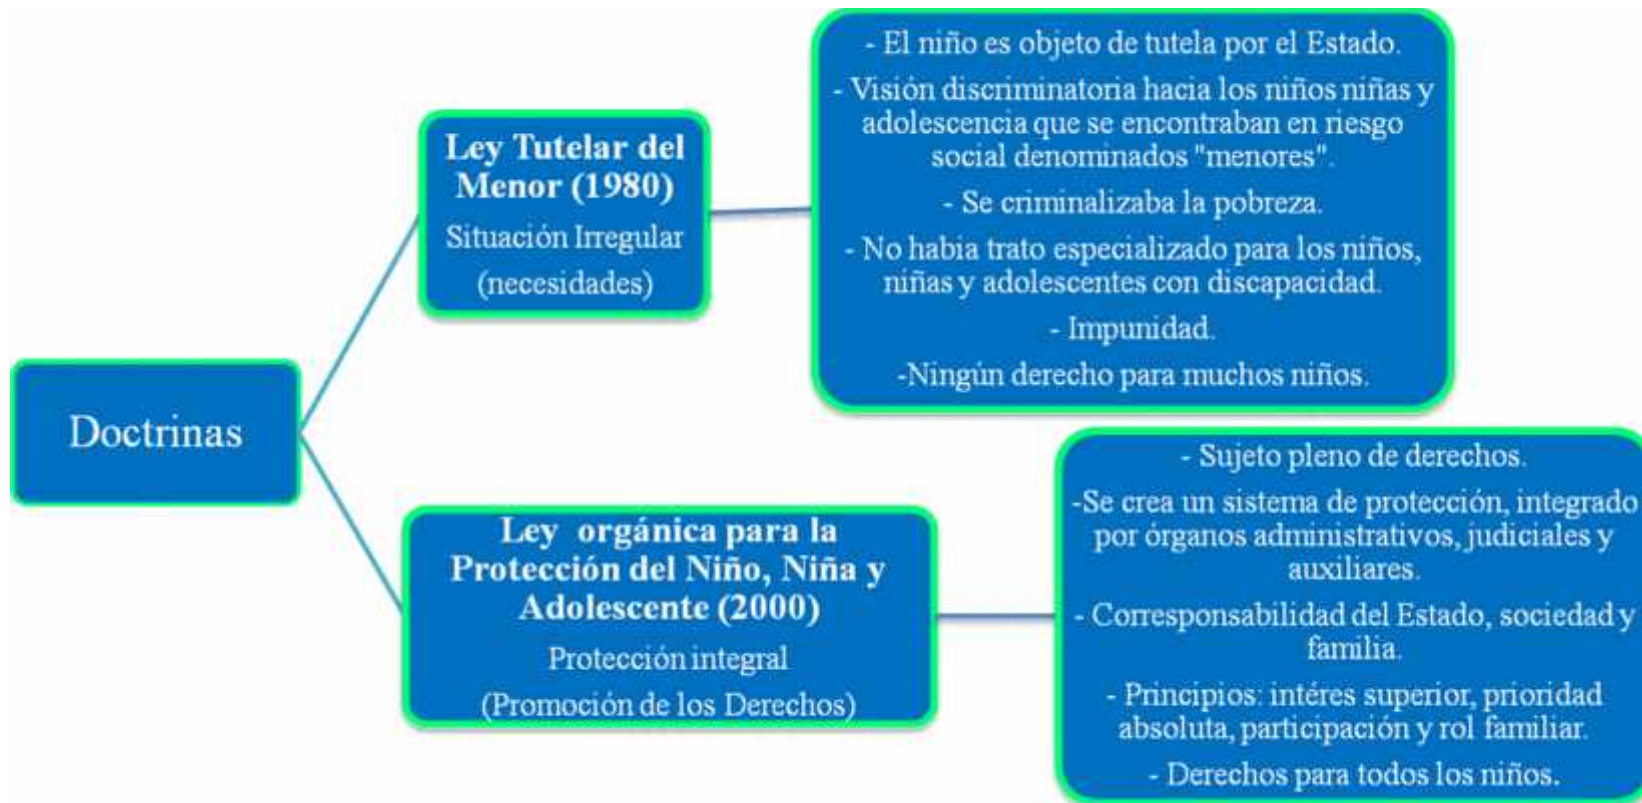 Doctrinas
Ley Tutelar del
Menor (1980)
Situación Irregular
(necesidades)
- El niño es objeto de tutela por el Estado.
- Visión discriminatoria hacia los niños niñas y
adolescencia que se encontraban en riesgo
social denominados "menores".
- Se criminalizaba la pobreza.
- No habia trato especializado para los niños,
niñas y adolescentes con discapacidad.
- Impunidad.
-Ningún derecho para muchos niños.
Ley orgánica para la
Protección del Niño, Niña y
Adolescente (2000)
Protección integral
(Promoción de los Derechos)
- Sujeto pleno de derechos.
-Se crea un sistema de protección, integrado
por órganos administrativos, judiciales y
auxiliares.
- Corresponsabilidad del Estado, sociedad y
familia.
- Principios: intéres superior, prioridad
absoluta, participación y rol familiar.
- Derechos para todos los niños.